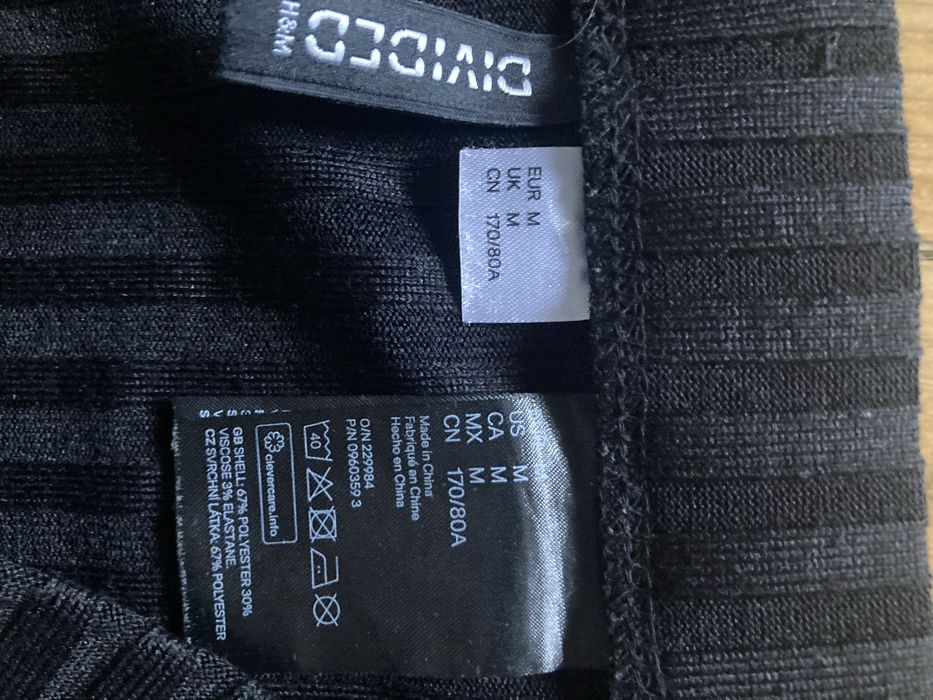 DIVIDED
H&M
EUR M
UK M
CN 170/80A
US M
CA M
MX M
CN 170/80A
Made in China
Fabriqué en Chine
Hecho en China
O/N 229984
P/N 0960359 3
40
clevercare.info
GB SHELL: 67% POLYESTER 30%
VISCOSE 3% ELASTANE.
CZ SVRCHNÍ LÁTKA: 67% POLYESTER